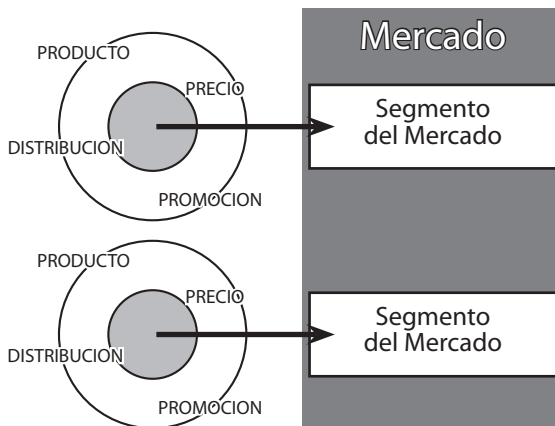 Mercado
PRODUCTO
PRECIO
Segmento
del Mercado
DISTRIBUCION
PROMOCION
PRODUCTO
PRECIO
Segmento
del Mercado
DISTRIBUCION
PROMOCION